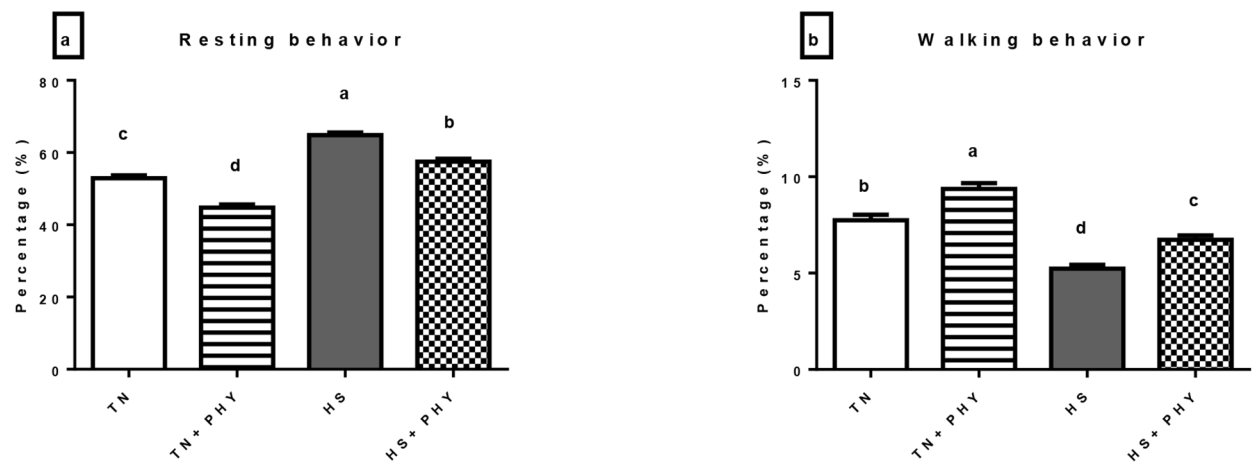 a
Resting behavior
Percentage (%)
80
60
40
20
0
c
d
a
b
TN
TN+ PHY
HS
HS+ PHY
b
Walking behavior
Percentage (%)
15
10
5
0
b
a
d
c
TN
TN+ PHY
HS
HS+ PHY